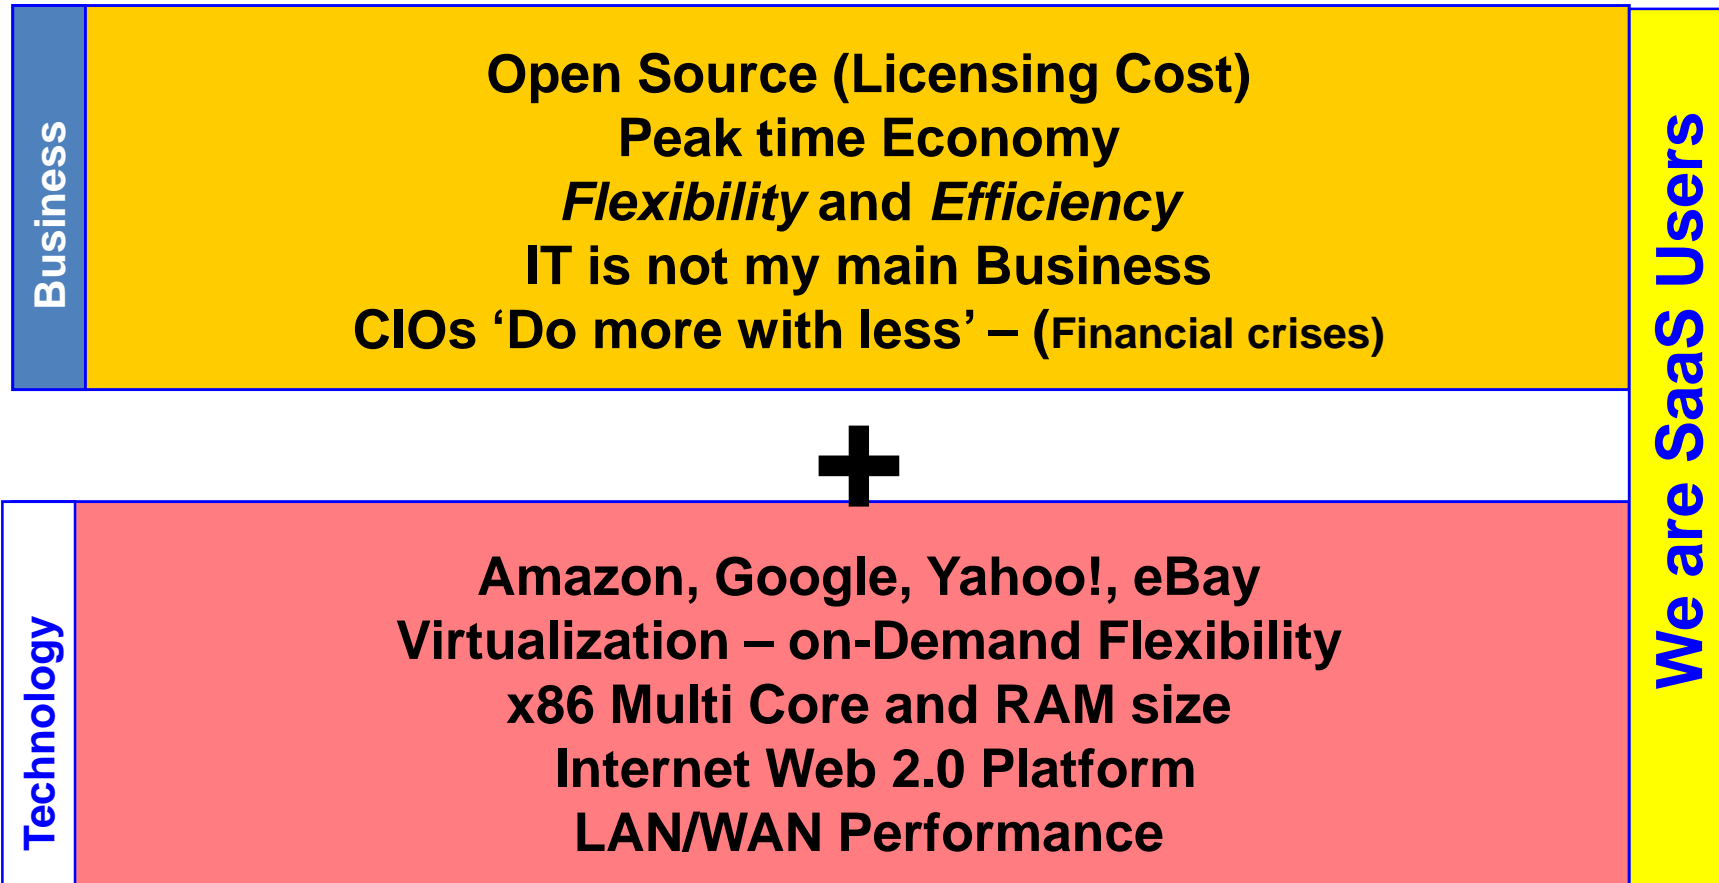 Business
Open Source (Licensing Cost)
Peak time Economy
Flexibility and Efficiency
IT is not my main Business
CIOs ‘Do more with less’ – (Financial crises)
+
Technology
Amazon, Google, Yahoo!, eBay
Virtualization – on-Demand Flexibility
x86 Multi Core and RAM size
Internet Web 2.0 Platform
LAN/WAN Performance
We are SaaS Users